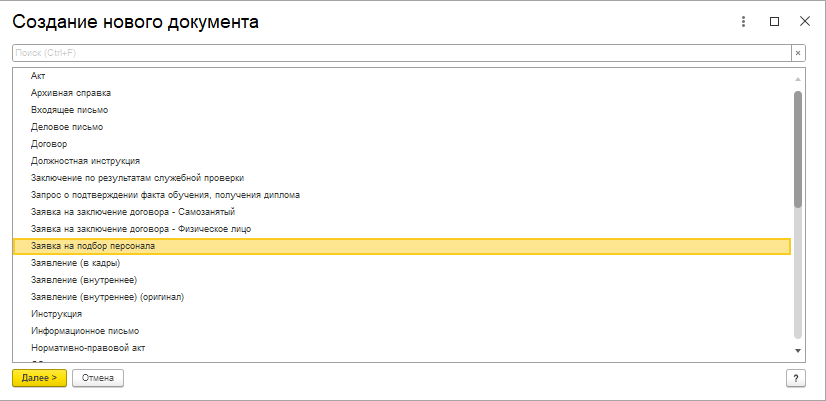 Создание нового документа
Поиск (Ctrl+F)
×
Акт
Архивная справка
Входящее письмо
Деловое письмо
Договор
Должностная инструкция
Заключение по результатам служебной проверки
Запрос о подтверждении факта обучения, получения диплома
Заявка на заключение договора - Самозанятый
Заявка на заключение договора - Физическое лицо
Заявка на подбор персонала
Заявление (в кадры)
Заявление (внутреннее)
Заявление (внутреннее) (оригинал)
Инструкция
Информационное письмо
Нормативно-правовой акт
Далее > Отмена ?